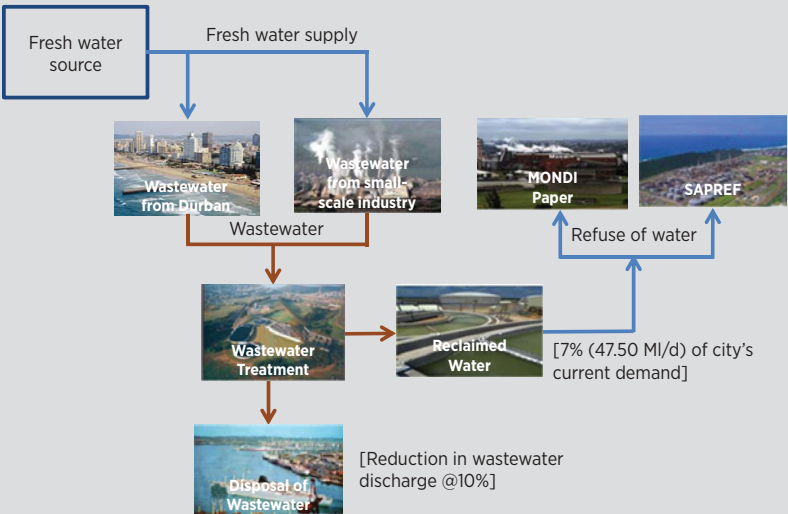 Fresh water
source
Fresh water supply
Wastewater
from Durban
Wastewater
from small-
scale industry
MONDI
Paper
SAPREF
Wastewater
Refuse of water
Wastewater
Treatment
Reclaimed
Water
[7% (47.50 Ml/d) of city's
current demand]
Disposal of
Wastewater
[Reduction in wastewater
discharge @10%]